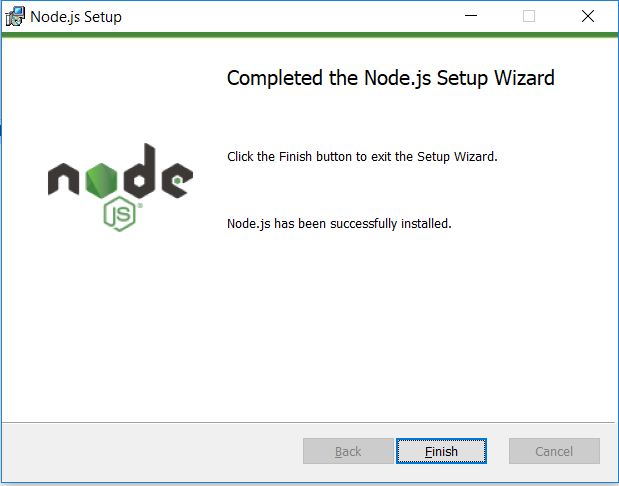 Node.js Setup
Completed the Node.js Setup Wizard
Click the Finish button to exit the Setup Wizard.
node
JS®
Node.js has been successfully installed.
Back
Finish
Cancel